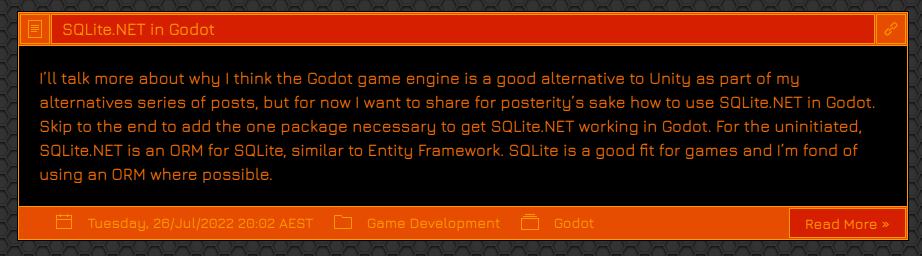 SQLite.NET in Godot
I'll talk more about why I think the Godot game engine is a good alternative to Unity as part of my
alternatives series of posts, but for now I want to share for posterity's sake how to use SQLite.NET in Godot.
Skip to the end to add the one package necessary to get SQLite.NET working in Godot. For the uninitiated,
SQLite.NET is an ORM for SQLite, similar to Entity Framework. SQLite is a good fit for games and I'm fond of
using an ORM where possible.
Tuesday, 26/Jul/2022 20:02 AEST Game Development Godot Read More »